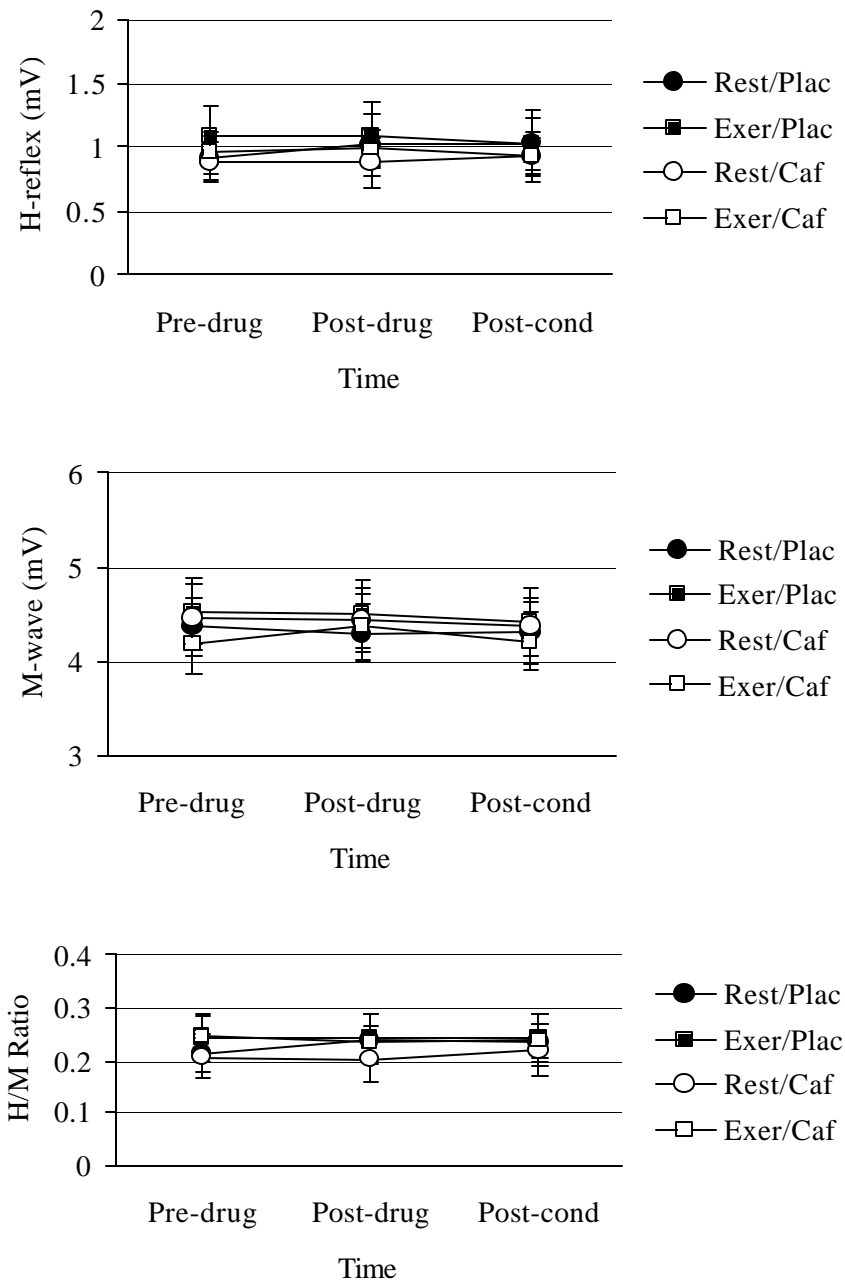 2
1.5
1
0.5
0
H-reflex (mV)
Pre-drug Post-drug Post-cond
Time
Rest/Plac
Exer/Plac
Rest/Caf
Exer/Caf
6
5
4
3
M-wave (mV)
Pre-drug Post-drug Post-cond
Time
Rest/Plac
Exer/Plac
Rest/Caf
Exer/Caf
0.4
0.3
0.2
0.1
0
H/M Ratio
Pre-drug Post-drug Post-cond
Time
Rest/Plac
Exer/Plac
Rest/Caf
Exer/Caf